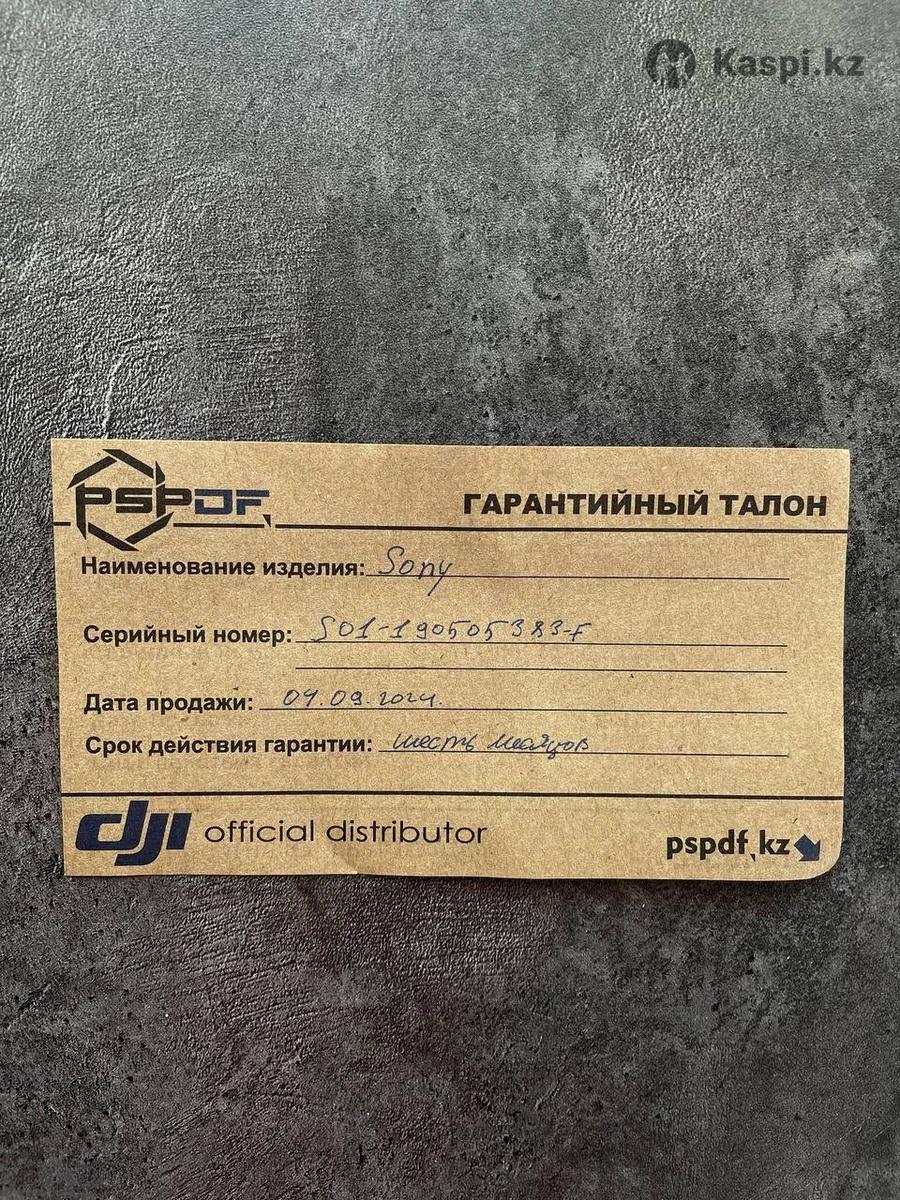 Kaspi.kz
PSPDF
ГАРАНТИЙНЫЙ ТАЛОН
Наименование изделия: Sony
Серийный номер: S01-190505383-F
Дата продажи: 04.09.2024.
Срок действия гарантии: шесть месяцов
dji official distributor
pspdf.kz